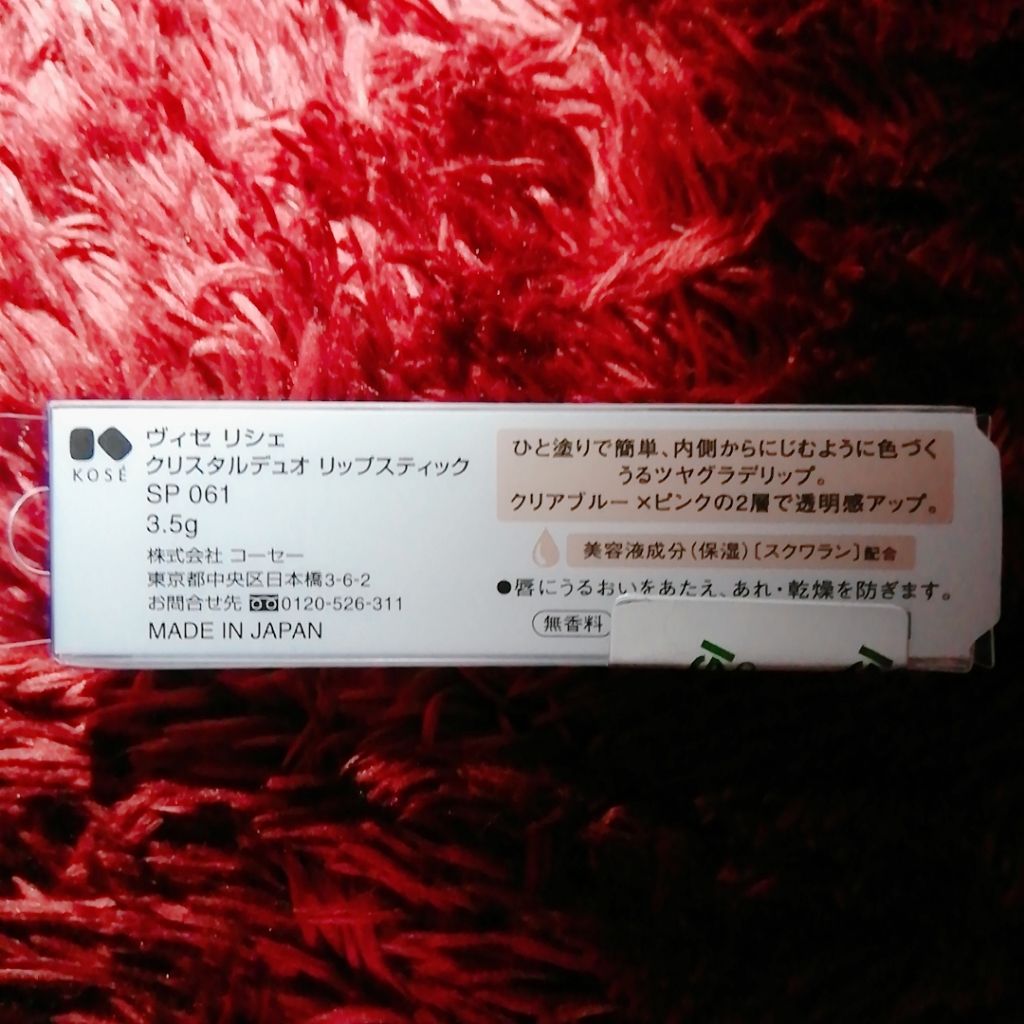 KOSÉ
ヴィセ リシェ
クリスタルデュオ リップスティック
SP 061
3.5g
株式会社 コーセー
東京都中央区日本橋3-6-2
お問合せ先 0120-526-311
MADE IN JAPAN
ひと塗りで簡単、内側からにじむように色づく
うるツヤグラデリップ。
クリアブルー×ピンクの2層で透明感アップ。
美容液成分(保湿)[スクワラン]配合
●唇にうるおいをあたえ、あれ・乾燥を防ぎます。
無香料